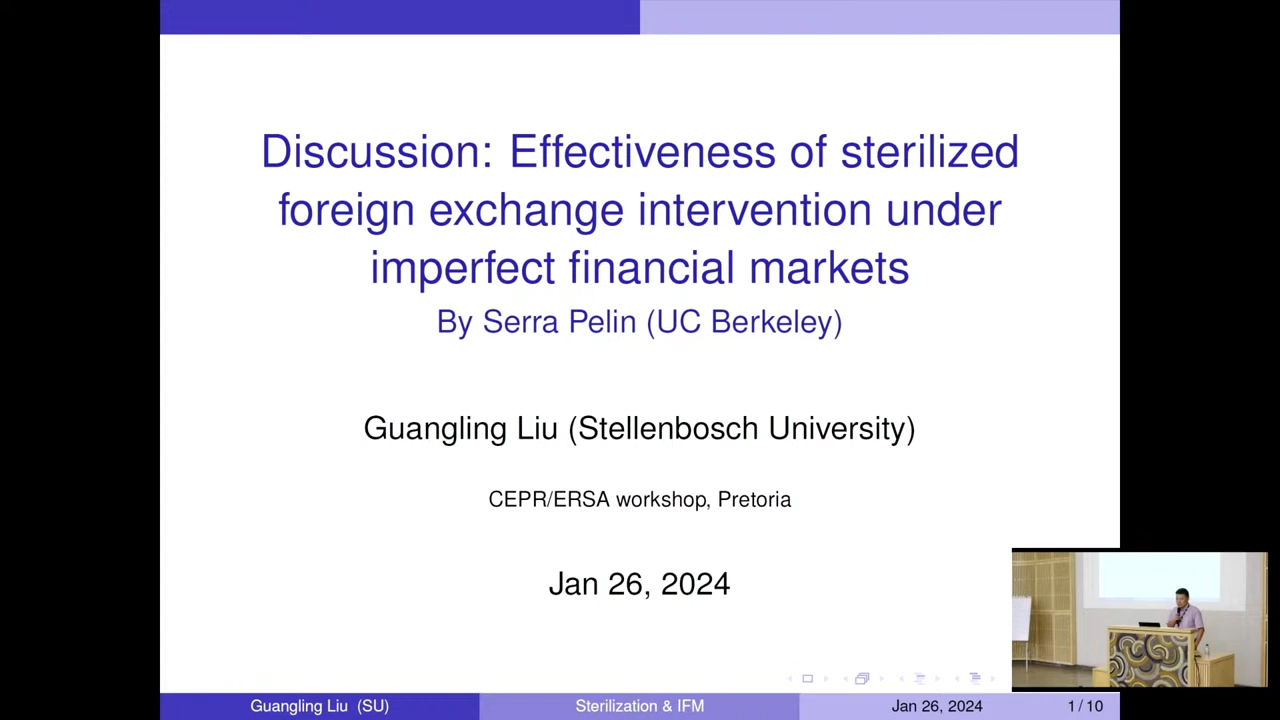 Discussion: Effectiveness of sterilized
foreign exchange intervention under
imperfect financial markets
By Serra Pelin (UC Berkeley)
Guangling Liu (Stellenbosch University)
CEPR/ERSA workshop, Pretoria
Jan 26, 2024
Guangling Liu (SU)
Sterilization & IFM
Jan 26, 2024
1 / 10